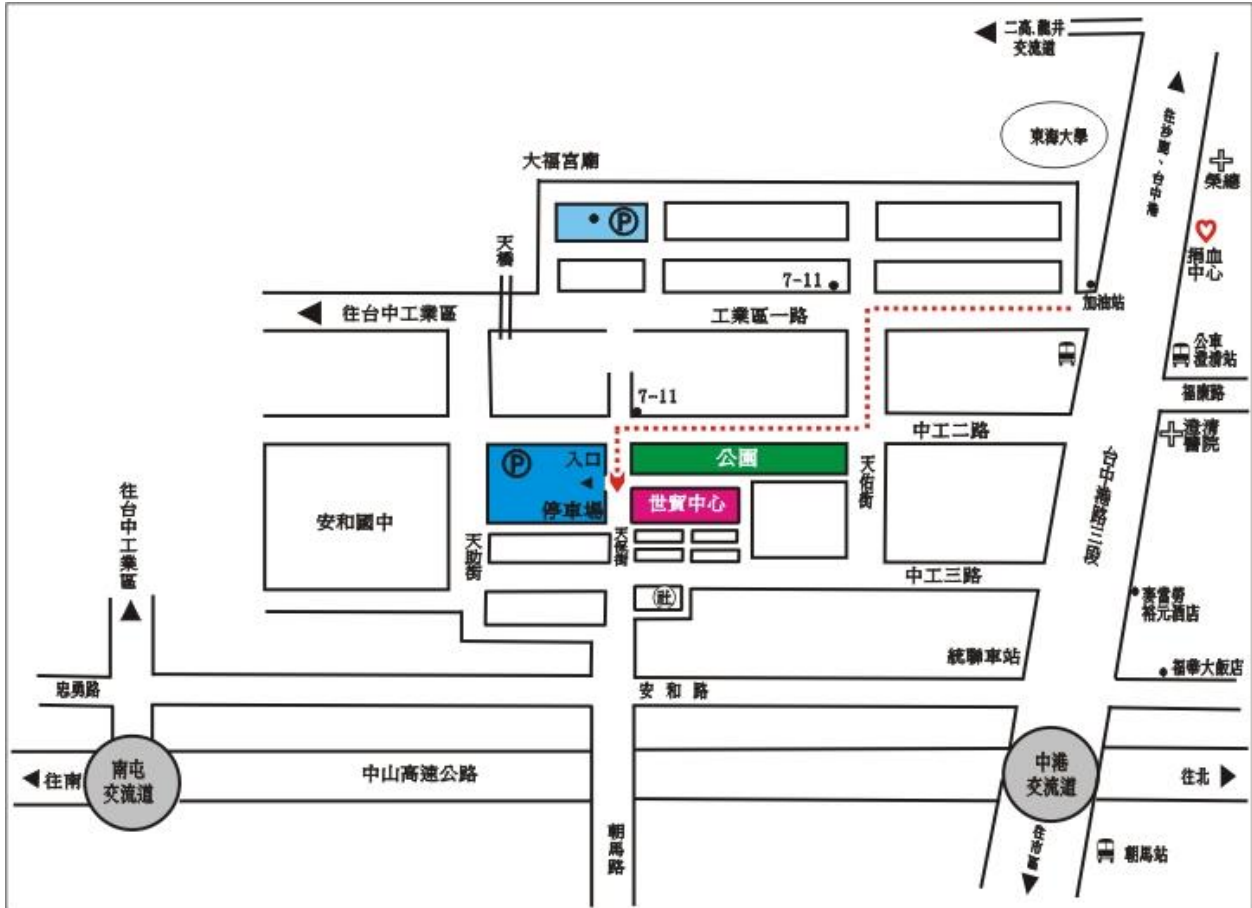 二高.龍井
交流道
東海大學
往沙鹿、台中港
榮總
大福宮廟
P
捐血
中心
天橋
7-11
加油站
往台中工業區
工業區一路
公車
澄清站
福康路
7-11
中工二路
澄清
醫院
P
入口
公園
停車場
世貿中心
天佑街
台中港路三段
安和國中
天助街
天保街
往台中工業區
中工三路
社
麥當勞
裕元酒店
統聯車站
福華大飯店
忠勇路
安和路
往南
南屯
交流道
中山高速公路
中港
交流道
往北
朝馬路
往市區
朝馬站